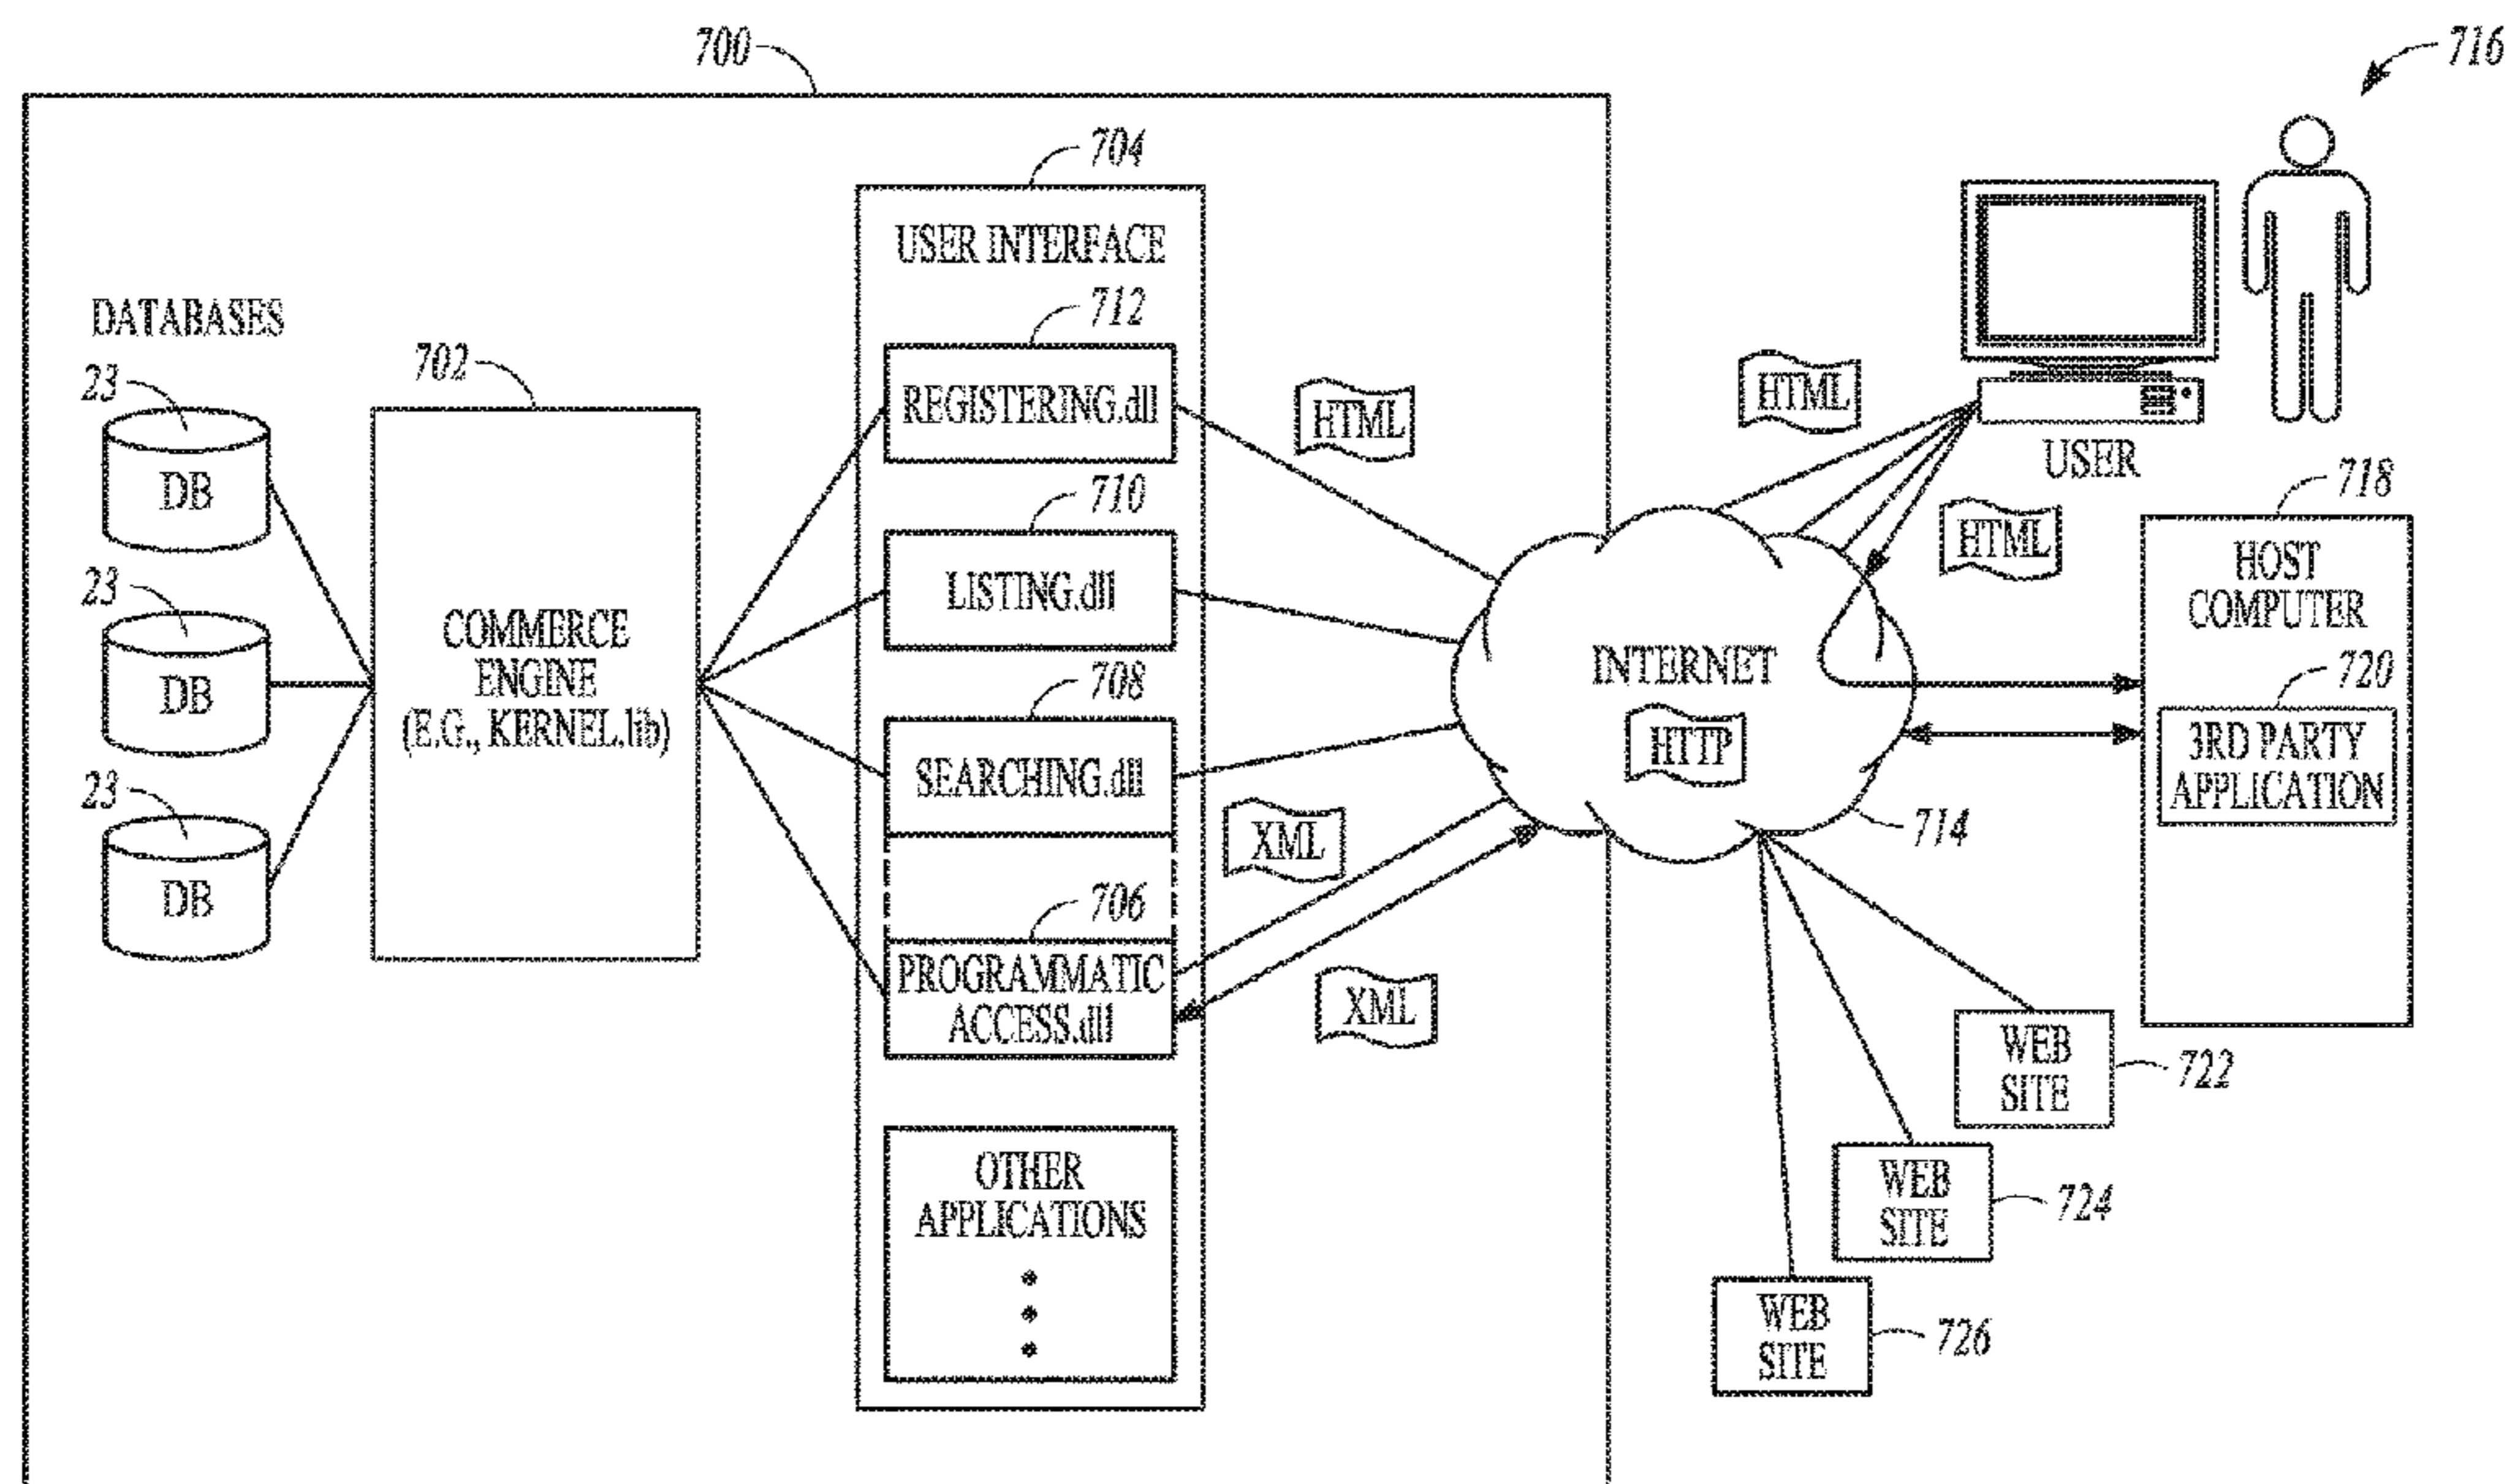 700
716
704
USER INTERFACE
DATABASES
712
23
702
REGISTERING.dll
HTML
HTML
DB
USER
710
718
HTML
HOST
COMPUTER
23
LISTING.dll
COMMERCE
ENGINE
(E.G., KERNEL.lib)
DB
708
INTERNET
720
HTTP
3RD PARTY
APPLICATION
SEARCHING.dll
23
XML
714
DB
706
PROGRAMMATIC
ACCESS.dll
XML
WEB
SITE
722
OTHER
APPLICATIONS
WEB
SITE
724
WEB
SITE
726